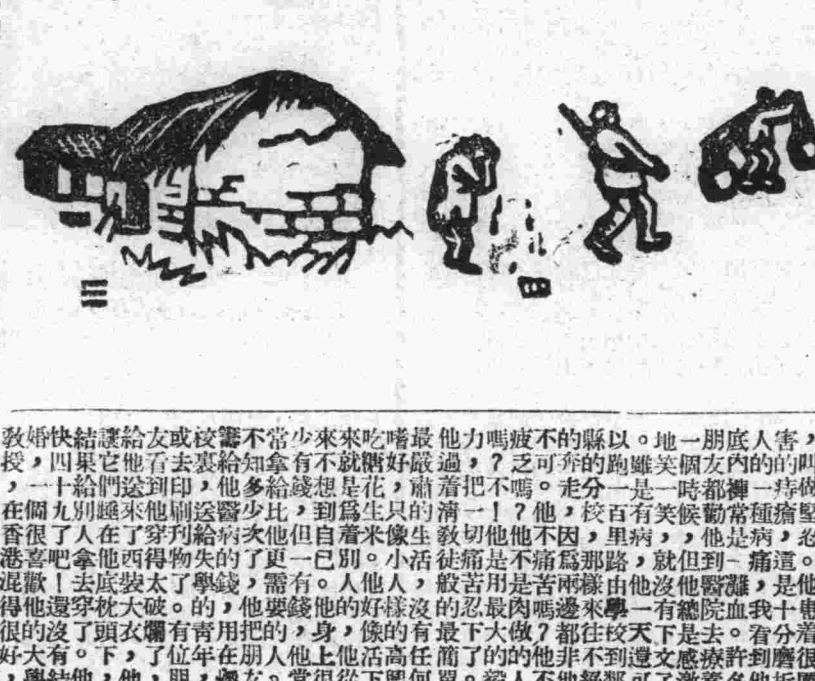 三
，叫做堅忍。他患着很
害的痔瘡，這是十分磨
人的一種病，痛，我看到
底內褲常是-灘血。許
朋友都勸他到醫院去療
一個時候，但他總是感
地笑一笑，就沒有下文
。雖是有病，他一天還
以跑一百里路，由學校到
縣的分校，那樣來往不
的奔走，因爲兩邊都非
不可。他不痛苦嗎？他
疲乏嗎？他不是肉做的
嗎？不！他是用最大的
力，把一切痛苦忍下了
他過着清教徒般的最簡
最嚴肅的生活，沒有任
嗜好，只像小人樣的高
吃餹花生米。他好像活
來就是爲着別人的，他
來不想到自己。他身上
少有錢，但一有錢，他
常拿給比他更需要的人
不知多少次了，他把朋
籌給他醫病的錢，用在
校裏，送給失學的青年
或去印刷刋物了。有位
友看到他穿得太破爛了
給他送來了西裝大衣，
讓它們在他底枕頭下
結果給別人拿去穿了。
快四十九了吧！還沒有
婚，一個很喜歡他的大
教授，在香港混得很好